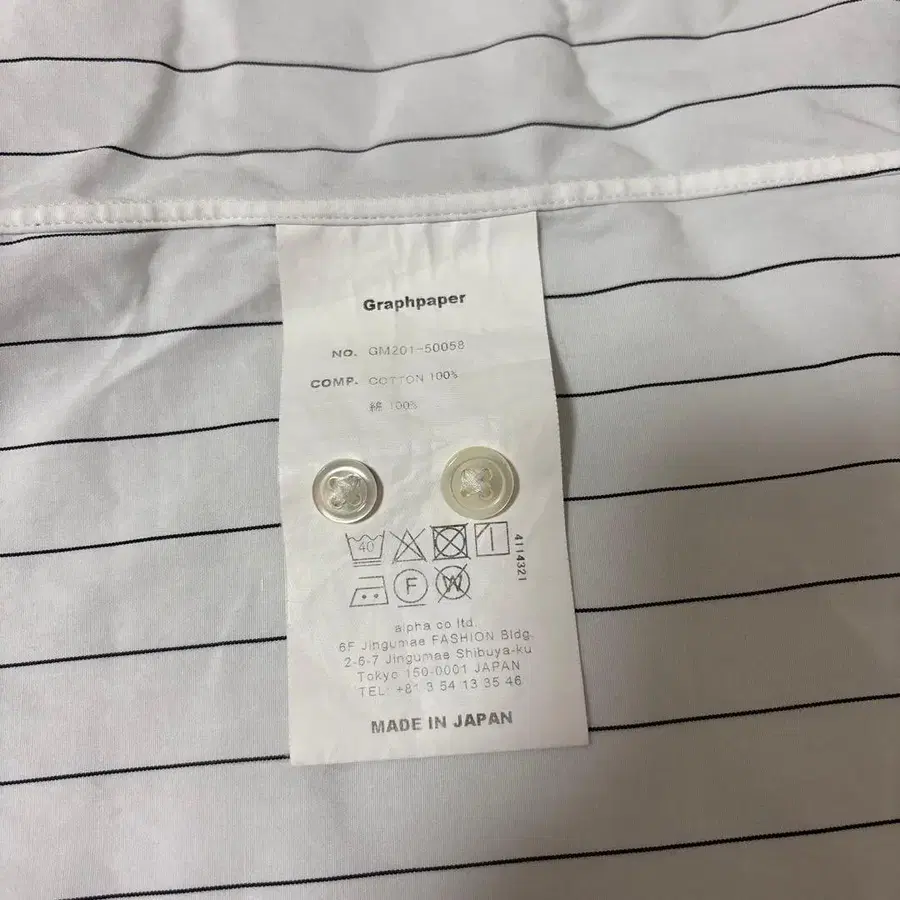 Graphpaper
NO. GM201-50058
COMP. COTTON 100%
綿 100%
40
4114321
F
W
alpha co ltd.
6F Jingumae FASHION Bldg.
2-6-7 Jingumae Shibuya-ku
Tokyo 150-0001 JAPAN
TEL: +81 3 54 13 35 46
MADE IN JAPAN